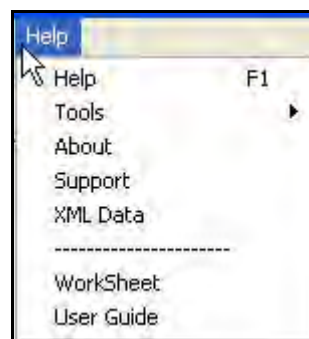 Help
Help F1
Tools
About
Support
XML Data
-----------------------
WorkSheet
User Guide